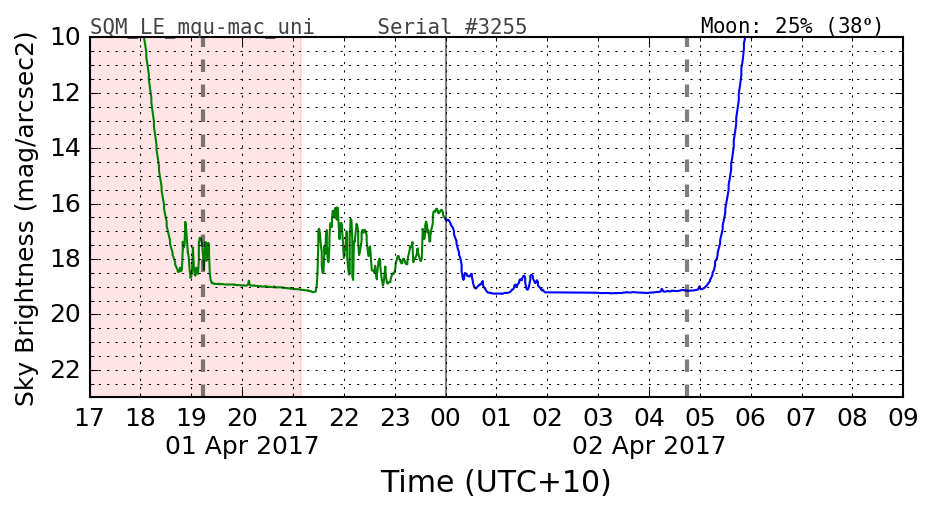 SQM_LE_mqu-mac_uni Serial #3255 Moon: 25% (38°)
Sky Brightness (mag/arcsec2)
10
12
14
16
18
20
22
17 18 19 20 21 22 23 00 01 02 03 04 05 06 07 08 09
01 Apr 2017 02 Apr 2017
Time (UTC+10)